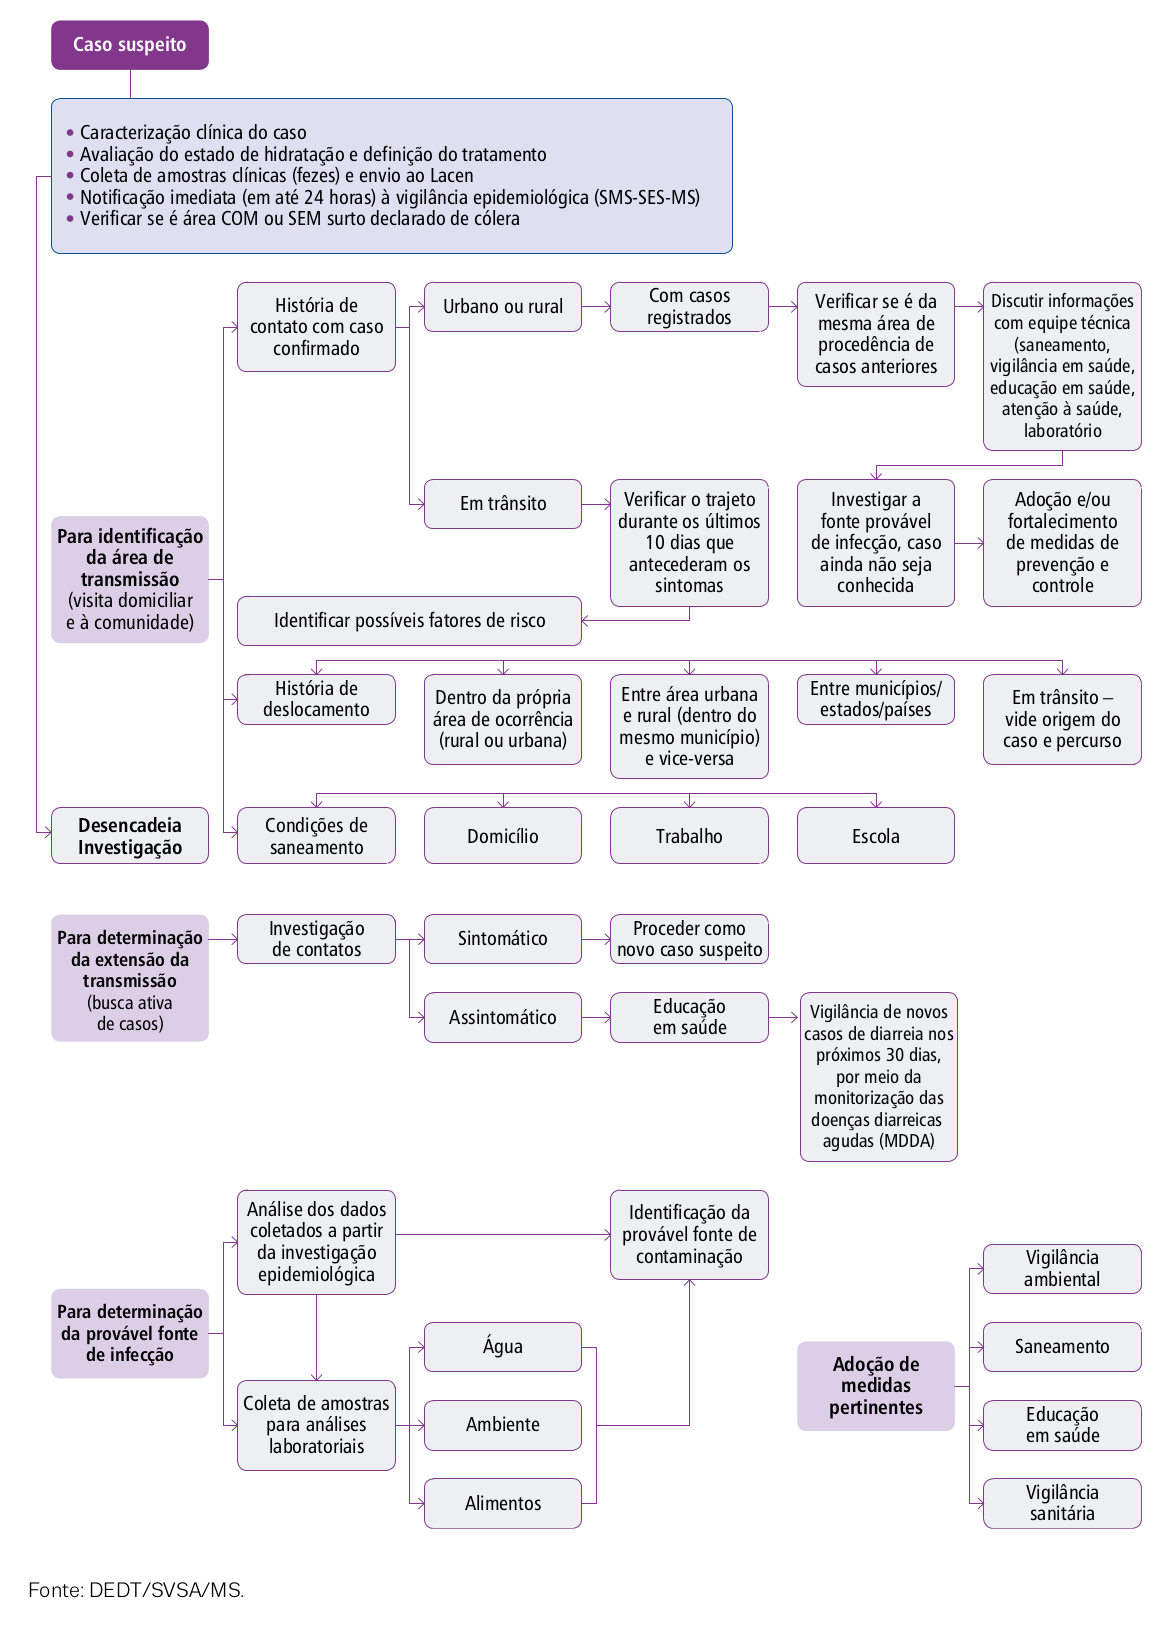 Caso suspeito
• Caracterização clínica do caso
• Avaliação do estado de hidratação e definição do tratamento
• Coleta de amostras clínicas (fezes) e envio ao Lacen
• Notificação imediata (em até 24 horas) à vigilância epidemiológica (SMS-SES-MS)
• Verificar se é área COM ou SEM surto declarado de cólera
História de
contato com caso
confirmado
Urbano ou rural
Com casos
registrados
Verificar se é da
mesma área de
procedência de
casos anteriores
Discutir informações
com equipe técnica
(saneamento,
vigilância em saúde,
educação em saúde,
atenção à saúde,
laboratório
Em trânsito
Verificar o trajeto
durante os últimos
10 dias que
antecederam os
sintomas
Investigar a
fonte provável
de infecção, caso
ainda não seja
conhecida
Adoção e/ou
fortalecimento
de medidas de
prevenção e
controle
Para identificação
da área de
transmissão
(visita domiciliar
e à comunidade)
Identificar possíveis fatores de risco
História de
deslocamento
Dentro da própria
área de ocorrência
(rural ou urbana)
Entre área urbana
e rural (dentro do
mesmo município)
e vice-versa
Entre municípios/
estados/países
Em trânsito –
vide origem do
caso e percurso
Desencadeia
Investigação
Condições de
saneamento
Domicílio
Trabalho
Escola
Para determinação
da extensão da
transmissão
(busca ativa
de casos)
Investigação
de contatos
Sintomático
Proceder como
novo caso suspeito
Assintomático
Educação
em saúde
Vigilância de novos
casos de diarreia nos
próximos 30 dias,
por meio da
monitorização das
doenças diarreicas
agudas (MDDA)
Análise dos dados
coletados a partir
da investigação
epidemiológica
Identificação da
provável fonte de
contaminação
Para determinação
da provável fonte
de infecção
Coleta de amostras
para análises
laboratoriais
Água
Ambiente
Alimentos
Adoção de
medidas
pertinentes
Vigilância
ambiental
Saneamento
Educação
em saúde
Vigilância
sanitária
Fonte: DEDT/SVSA/MS.